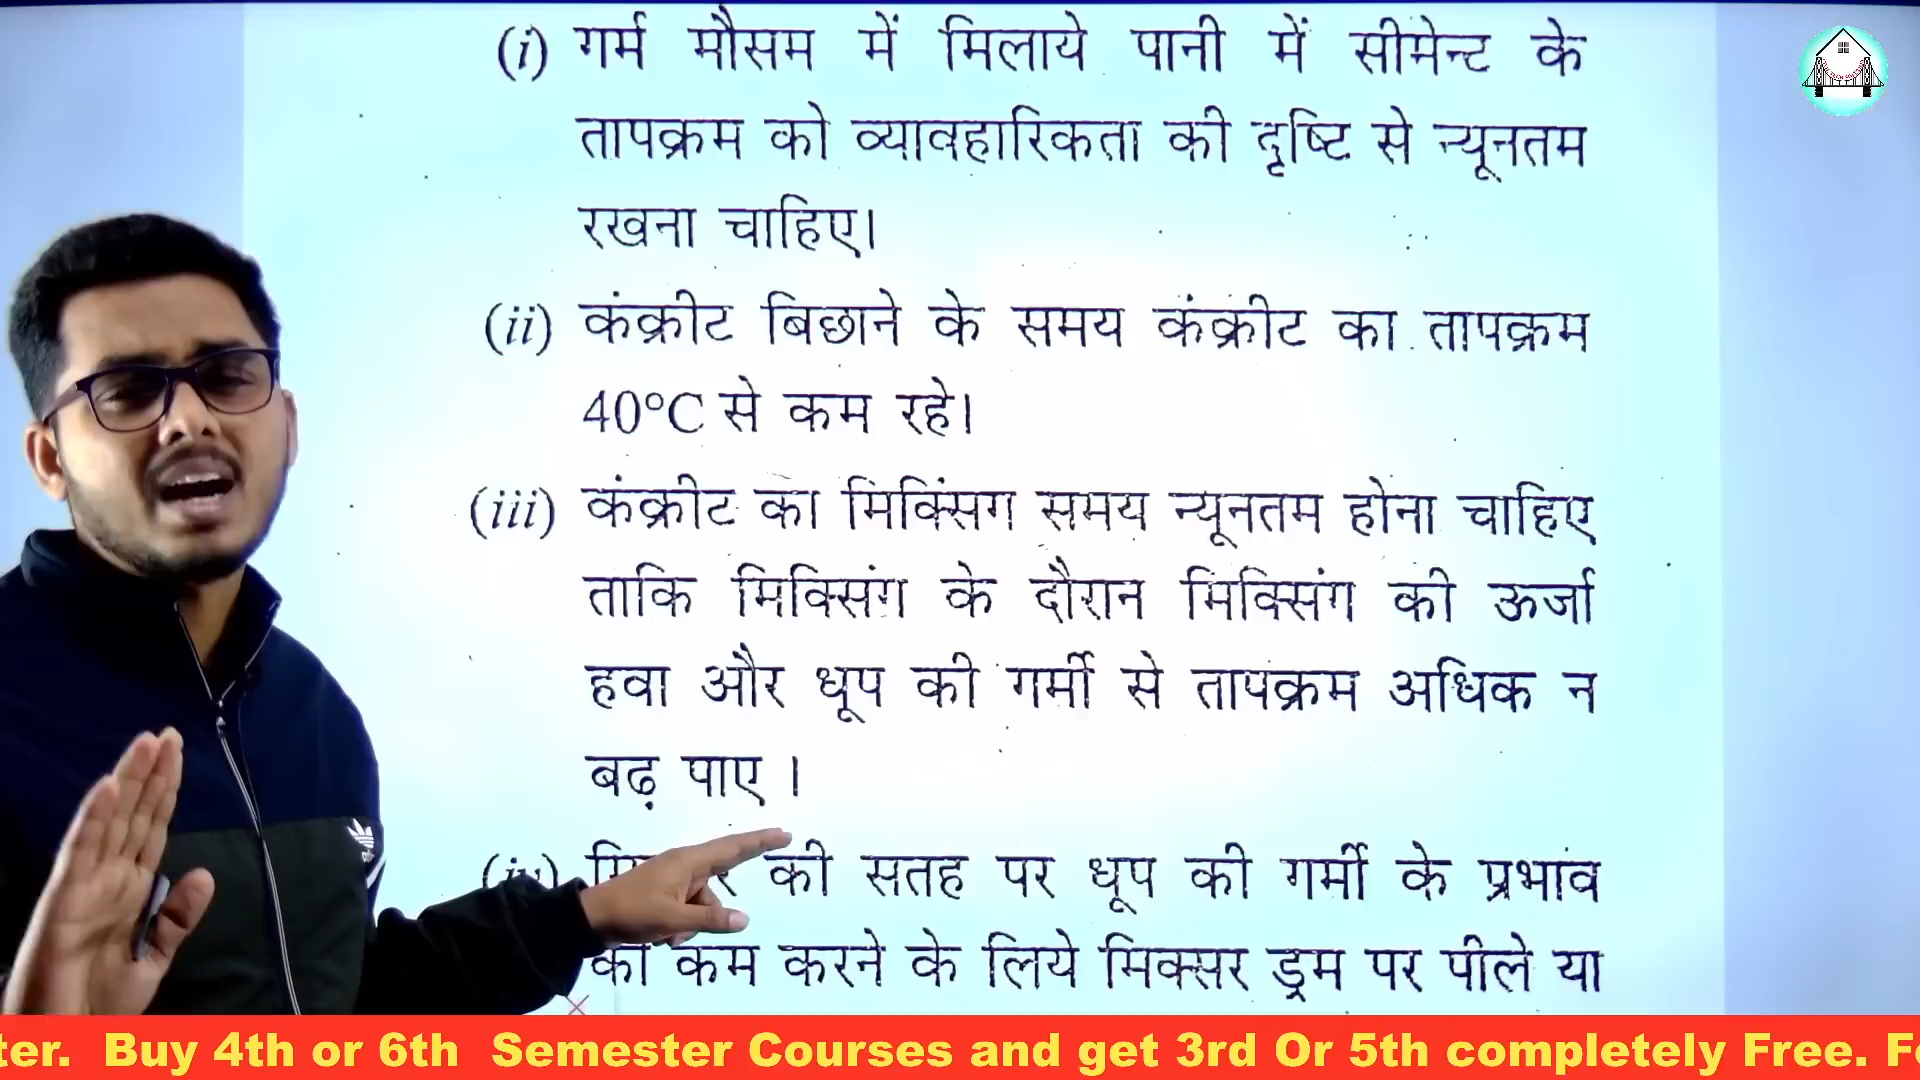 (i) गर्म मौसम में मिलाये पानी में सीमेन्ट के
तापक्रम को व्यावहारिकता की दृष्टि से न्यूनतम
रखना चाहिए।
(ii) कंक्रीट बिछाने के समय कंक्रीट का तापक्रम
40°C से कम रहे।
(iii) कंक्रीट का मिक्सिंग समय न्यूनतम होना चाहिए
ताकि मिक्सिंग के दौरान मिक्सिंग की ऊर्जा
हवा और धूप की गर्मी से तापक्रम अधिक न
बढ़ पाए ।
(iv) की सतह पर धूप की गर्मी के प्रभाव
को कम करने के लिये मिक्सर ड्रम पर पीले या
ter. Buy 4th or 6th Semester Courses and get 3rd Or 5th completely Free. F